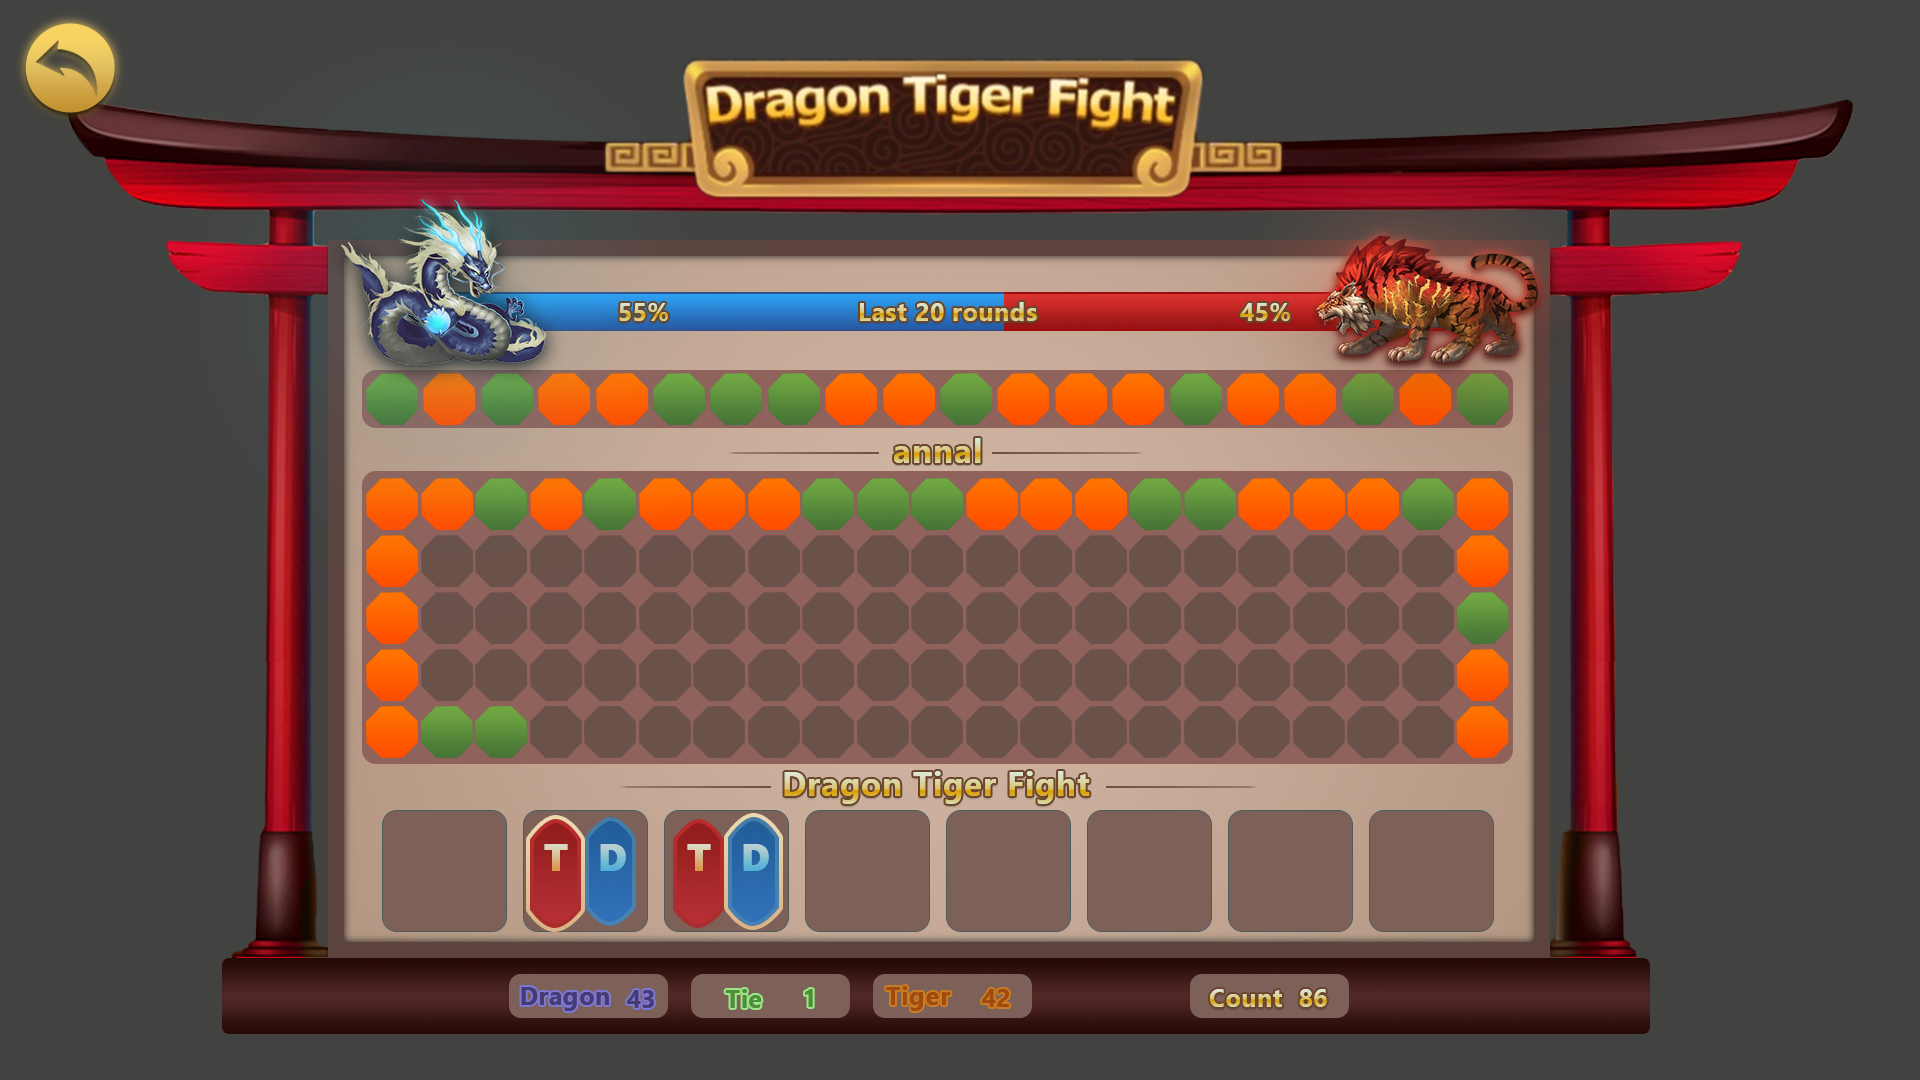 Dragon Tiger Fight
55% Last 20 rounds 45%
annal
Dragon Tiger Fight
T D T D
Dragon 43 Tie 1 Tiger 42 Count 86